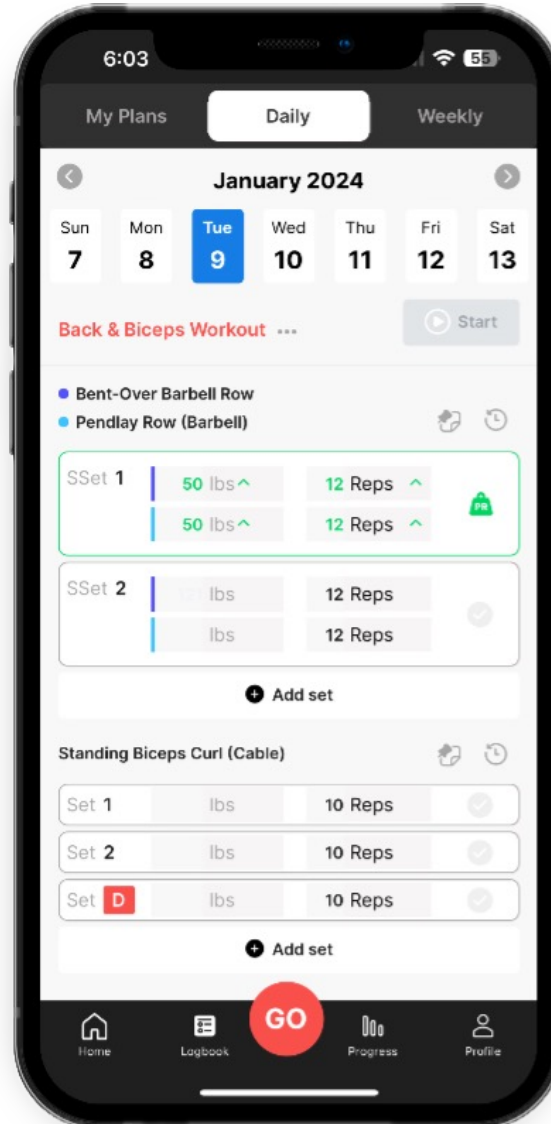 6:03 55
My Plans Daily Weekly
January 2024
Sun Mon Tue Wed Thu Fri Sat
7 8 9 10 11 12 13
Back & Biceps Workout ••• Start
Bent-Over Barbell Row
Pendlay Row (Barbell)
SSet 1 50 lbs 12 Reps
50 lbs 12 Reps
PR
SSet 2 lbs 12 Reps
lbs 12 Reps
Add set
Standing Biceps Curl (Cable)
Set 1 lbs 10 Reps
Set 2 lbs 10 Reps
Set D lbs 10 Reps
Add set
GO
Home Logbook Progress Profile